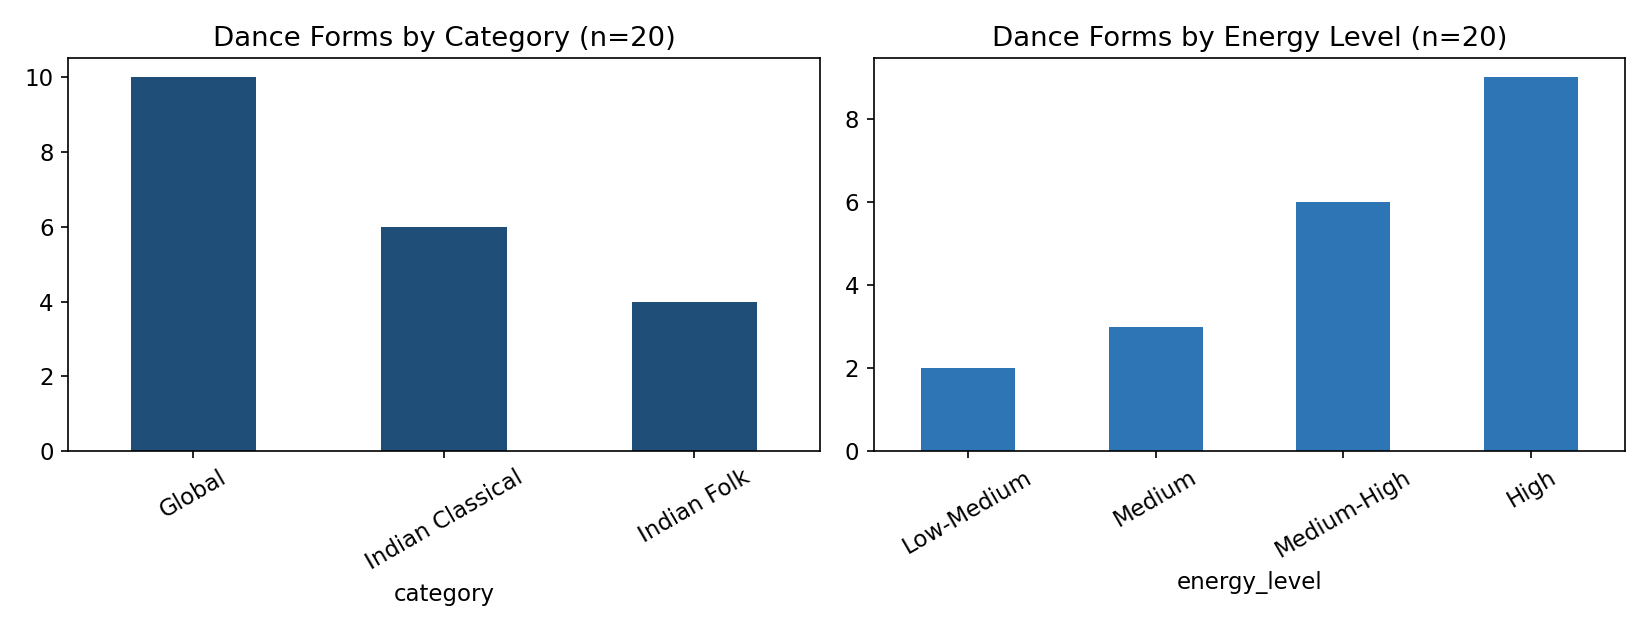 Dance Forms by Category (n=20)
10
8
6
4
2
0
Global
Indian Classical
Indian Folk
category
Dance Forms by Energy Level (n=20)
8
6
4
2
0
Low-Medium
Medium
Medium-High
High
energy_level